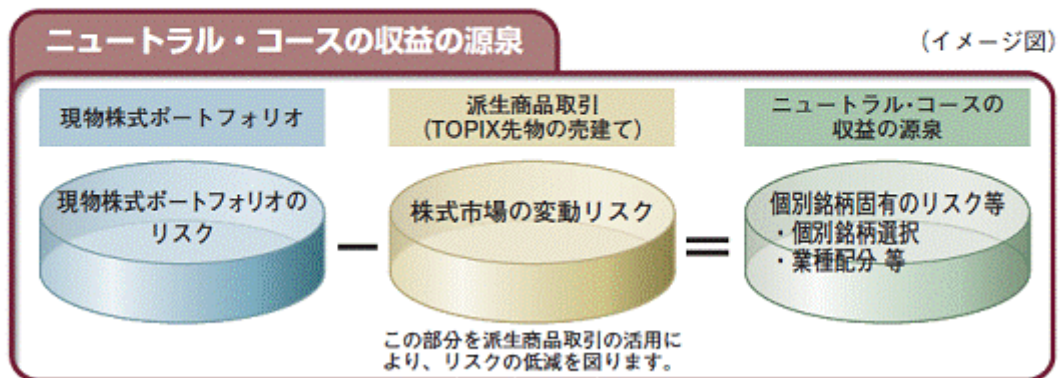 ニュートラル・コースの収益の源泉
(イメージ図)
現物株式ポートフォリオ
派生商品取引
(TOPIX先物の売建て)
ニュートラル・コースの
収益の源泉
現物株式ポートフォリオの
リスク
−
株式市場の変動リスク
=
個別銘柄固有のリスク等
・個別銘柄選択
・業種配分 等
この部分を派生商品取引の活用に
より、リスクの低減を図ります。